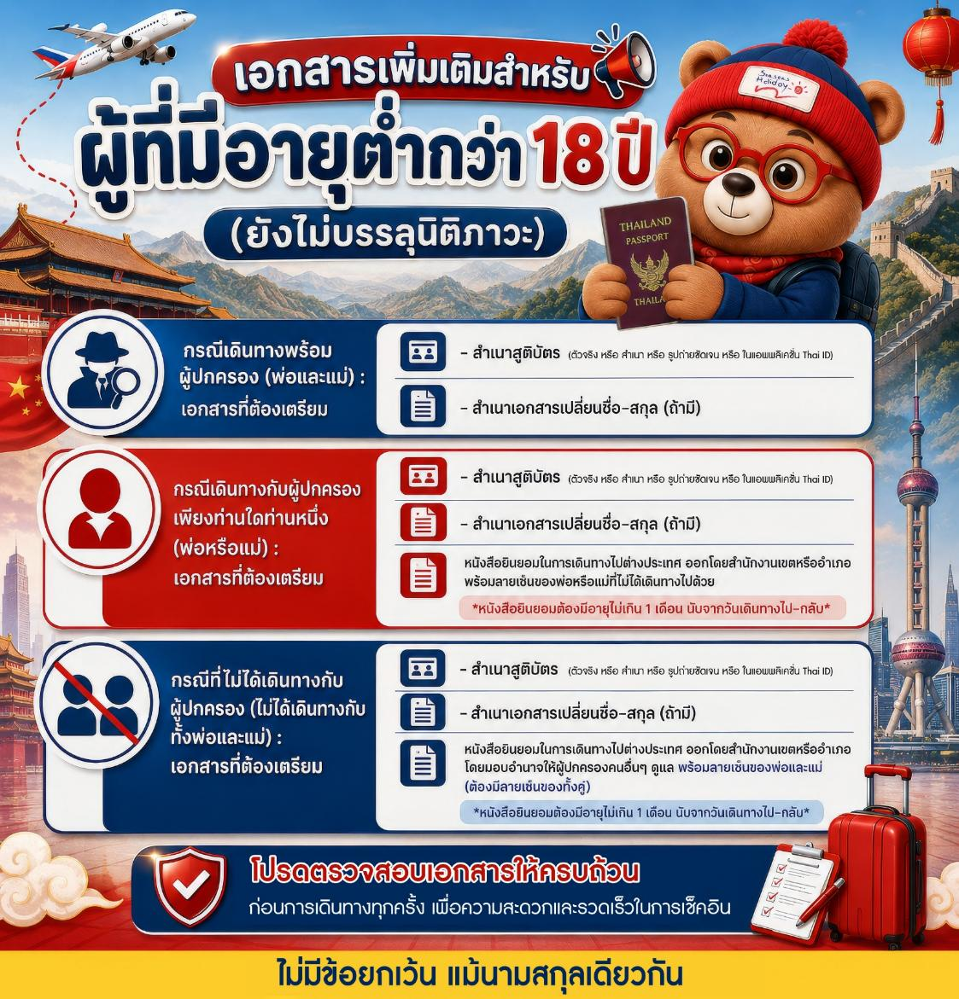 เอกสารเพิ่มเติมสำหรับ
ผู้ที่มีอายุต่ำกว่า 18 ปี
(ยังไม่บรรลุนิติภาวะ)
Seasons
Holiday
THAILAND
PASSPORT
THAILA
กรณีเดินทางพร้อม
ผู้ปกครอง (พ่อและแม่) :
เอกสารที่ต้องเตรียม
- สำเนาสูติบัตร (ตัวจริง หรือ สำเนา หรือ รูปถ่ายชัดเจน หรือ ในแอพพลิเคชั่น Thai ID)
- สำเนาเอกสารเปลี่ยนชื่อ-สกุล (ถ้ามี)
กรณีเดินทางกับผู้ปกครอง
เพียงท่านใดท่านหนึ่ง
(พ่อหรือแม่) :
เอกสารที่ต้องเตรียม
- สำเนาสูติบัตร (ตัวจริง หรือ สำเนา หรือ รูปถ่ายชัดเจน หรือ ในแอพพลิเคชั่น Thai ID)
- สำเนาเอกสารเปลี่ยนชื่อ-สกุล (ถ้ามี)
หนังสือยินยอมในการเดินทางไปต่างประเทศ ออกโดยสำนักงานเขตหรืออำเภอ
พร้อมลายเซ็นของพ่อหรือแม่ที่ไม่ได้เดินทางไปด้วย
*หนังสือยินยอมต้องมีอายุไม่เกิน 1 เดือน นับจากวันเดินทางไป-กลับ*
กรณีที่ไม่ได้เดินทางกับ
ผู้ปกครอง (ไม่ได้เดินทางกับ
ทั้งพ่อและแม่) :
เอกสารที่ต้องเตรียม
- สำเนาสูติบัตร (ตัวจริง หรือ สำเนา หรือ รูปถ่ายชัดเจน หรือ ในแอพพลิเคชั่น Thai ID)
- สำเนาเอกสารเปลี่ยนชื่อ-สกุล (ถ้ามี)
หนังสือยินยอมในการเดินทางไปต่างประเทศ ออกโดยสำนักงานเขตหรืออำเภอ
โดยมอบอำนาจให้ผู้ปกครองคนอื่นๆ ดูแล พร้อมลายเซ็นของพ่อและแม่
(ต้องมีลายเซ็นของทั้งคู่)
*หนังสือยินยอมต้องมีอายุไม่เกิน 1 เดือน นับจากวันเดินทางไป-กลับ*
โปรดตรวจสอบเอกสารให้ครบถ้วน
ก่อนการเดินทางทุกครั้ง เพื่อความสะดวกและรวดเร็วในการเช็คอิน
ไม่มีข้อยกเว้น แม้นามสกุลเดียวกัน